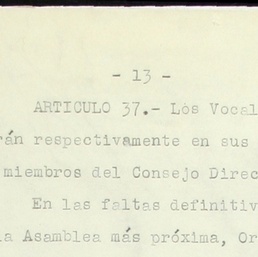 - 13 -
ARTICULO 37.- Los Vocal
rán respectivamente en sus
miembros del Consejo Direc
En las faltas definitiv
la Asamblea más próxima, Or